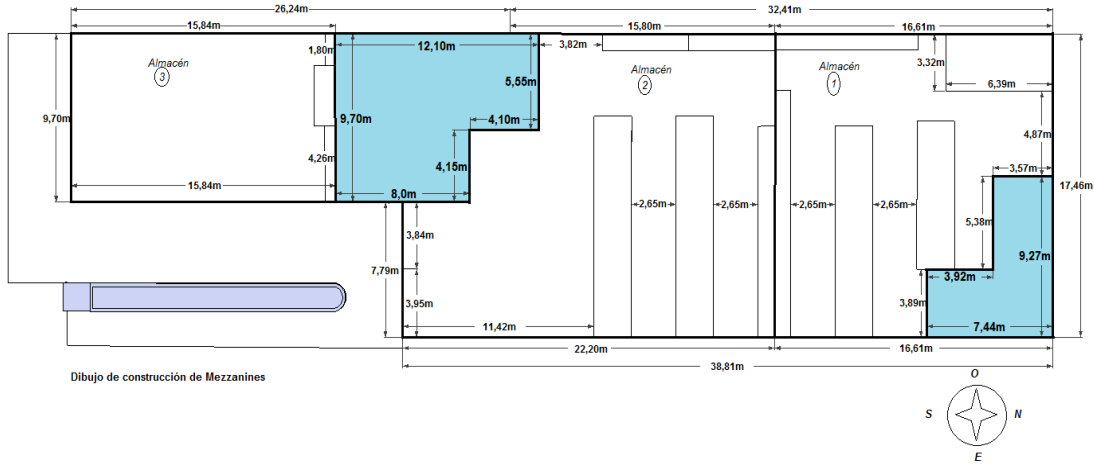 26,24m
32,41m
15,84m
15,80m
16,61m
1,80m
12,10m
3,82m
Almacén
3
Almacén
2
Almacén
1
3,32m
5,55m
6,39m
9,70m
9,70m
4,10m
4,87m
4,26m
4,15m
3,57m
17,46m
15,84m
8,0m
2,65m
2,65m
2,65m
5,38m
3,84m
9,27m
7,79m
3,92m
3,95m
3,89m
11,42m
7,44m
22,20m
16,61m
38,81m
Dibujo de construcción de Mezzanines
O
S
N
E